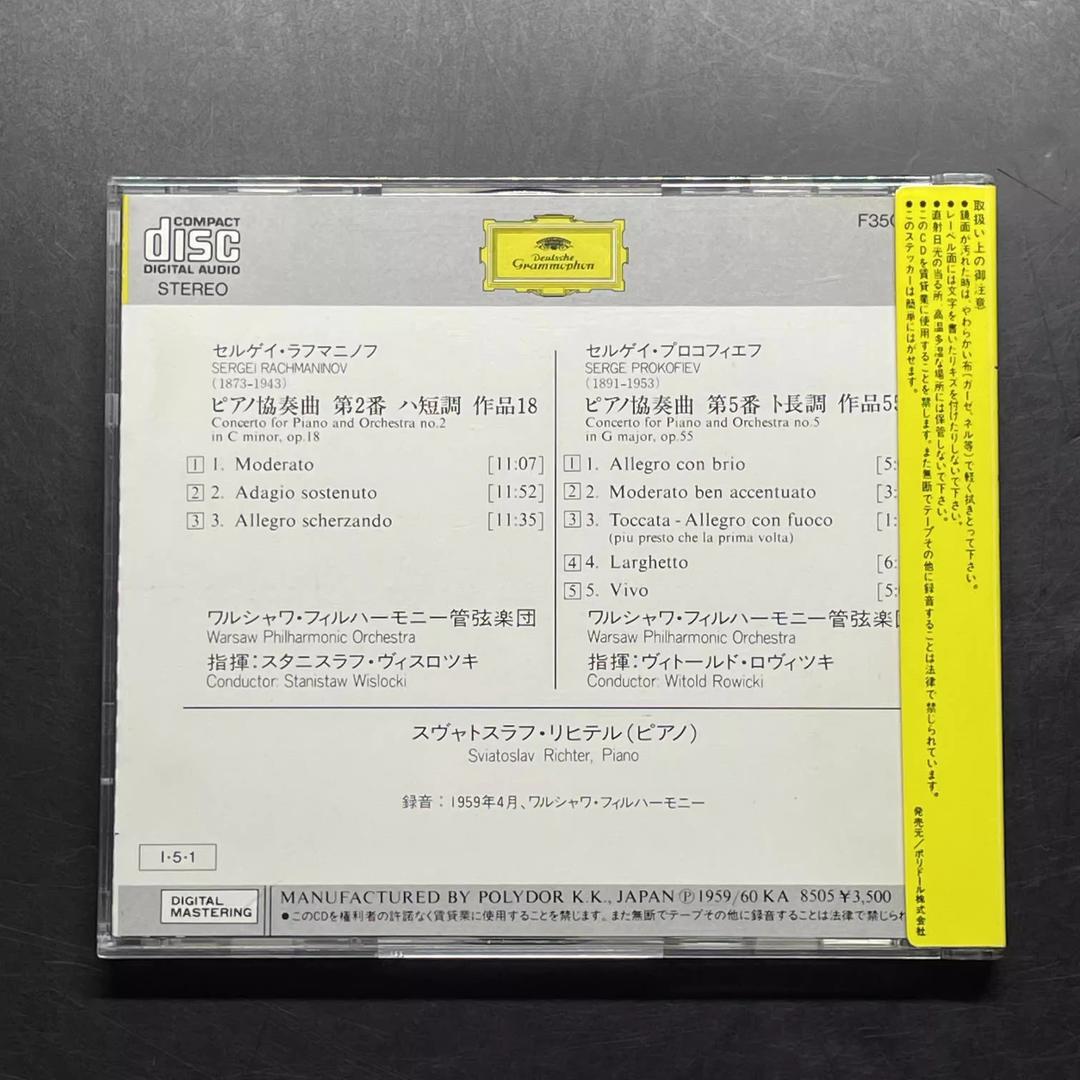 COMPACT
disc
DIGITAL AUDIO
STEREO
Deutsche
Grammophon
F35
セルゲイ・ラフマニノフ
SERGEI RACHMANINOV
(1873-1943)
ピアノ協奏曲 第2番 ハ短調 作品18
Concerto for Piano and Orchestra no.2
in C minor, op.18
1 1. Moderato [11:07]
2 2. Adagio sostenuto [11:52]
3 3. Allegro scherzando [11:35]
ワルシャワ・フィルハーモニー管弦楽団
Warsaw Philharmonic Orchestra
指揮:スタニスラフ・ヴィスロツキ
Conductor: Stanistaw Wislocki
セルゲイ・プロコフィエフ
SERGE PROKOFIEV
(1891-1953)
ピアノ協奏曲 第5番 ト長調 作品55
Concerto for Piano and Orchestra no.5
in G major, op.55
1 1. Allegro con brio [5:
2 2. Moderato ben accentuato [3:
3 3. Toccata - Allegro con fuoco [1:
(piu presto che la prima volta)
4 4. Larghetto [6:
5 5. Vivo [5:
ワルシャワ・フィルハーモニー管弦楽団
Warsaw Philharmonic Orchestra
指揮:ヴィトールド・ロヴィツキ
Conductor: Witold Rowicki
スヴャトスラフ・リヒテル(ピアノ)
Sviatoslav Richter, Piano
録音:1959年4月、ワルシャワ・フィルハーモニー
I・5・1
DIGITAL
MASTERING
MANUFACTURED BY POLYDOR K.K., JAPAN Ⓟ 1959/60 KA 8505 ¥3,500
●このCDを権利者の許諾なく賃貸業に使用することを禁じます。また無断でテープその他に録音することは法律で禁じられ
取扱い上の御注意
●鏡面が汚れた時は、やわらかい布(ガーゼ、ネル等)で軽く拭きとって下さい。
●レーベル面には文字を書いたりキズを付けたりしないで下さい。
●直射日光の当る所、高温多湿な場所には保管しないで下さい。
●このCDを賃貸業に使用することを禁じます。また無断でテープその他に録音することは法律で禁じられています。
●このステッカーは簡単にはがせます。
発売元/ポリドール株式会社